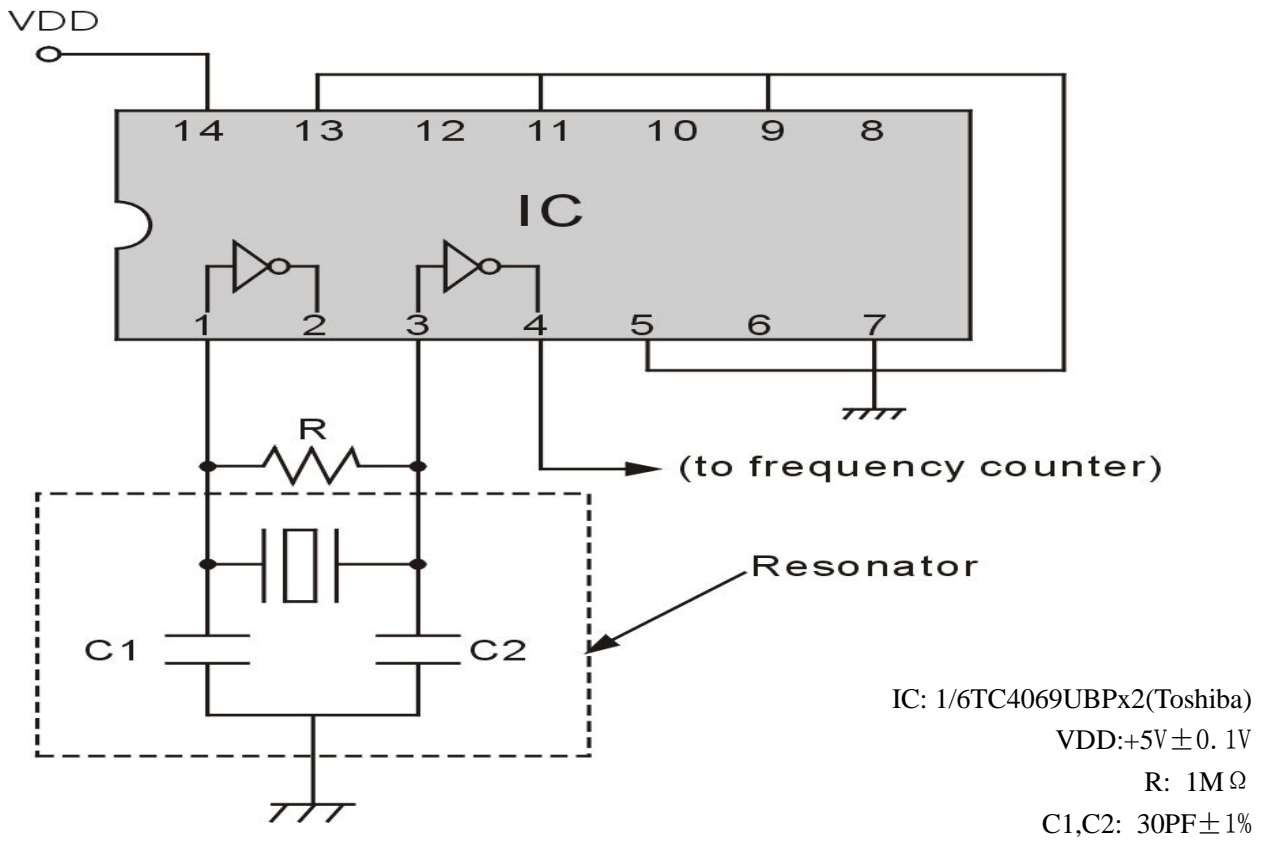 VDD
14 13 12 11 10 9 8
IC
1 2 3 4 5 6 7
R
(to frequency counter)
Resonator
C1 C2
IC: 1/6TC4069UBPx2(Toshiba)
VDD:+5V±0.1V
R: 1MΩ
C1,C2: 30PF±1%